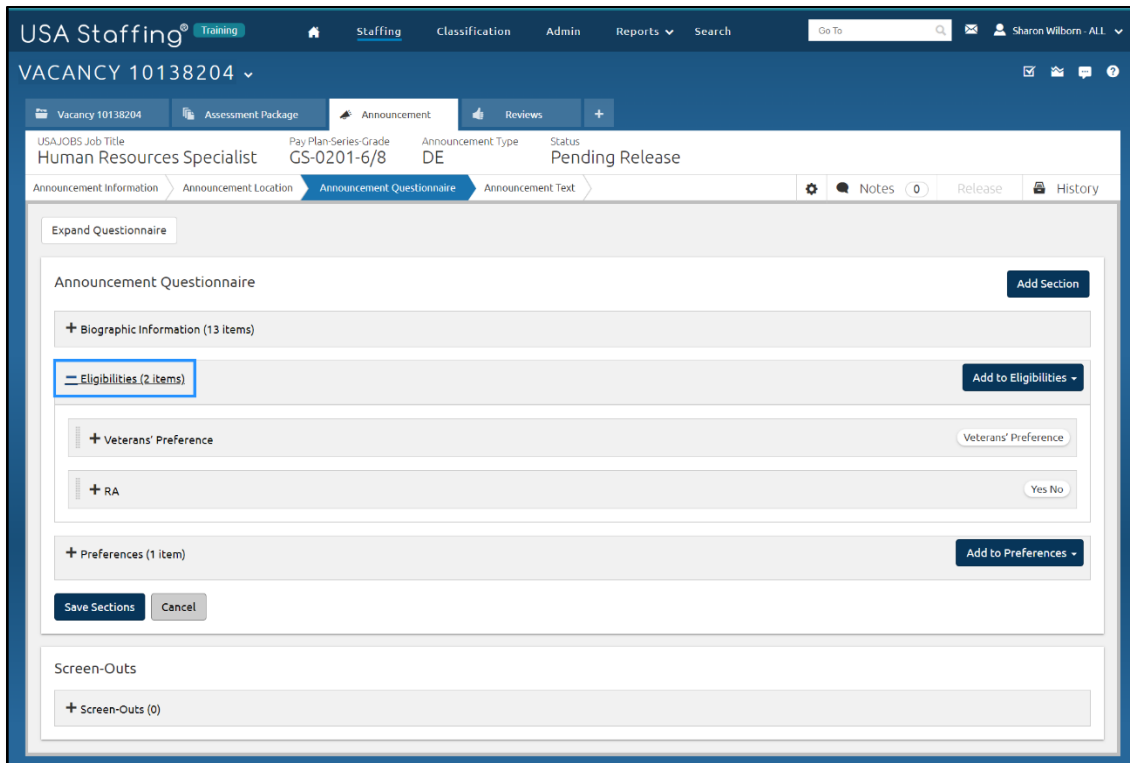 USA Staffing® Training Staffing Classification Admin Reports Search Go To Sharon Wilborn - ALL
VACANCY 10138204
Vacancy 10138204 Assessment Package Announcement Reviews +
USAJOBS Job Title Pay Plan-Series-Grade Announcement Type Status
Human Resources Specialist GS-0201-6/8 DE Pending Release
Announcement Information Announcement Location Announcement Questionnaire Announcement Text Notes 0 Release History
Expand Questionnaire
Announcement Questionnaire Add Section
+ Biographic Information (13 items)
Eligibilities (2 items) Add to Eligibilities
+ Veterans' Preference Veterans' Preference
+ RA Yes No
+ Preferences (1 item) Add to Preferences
Save Sections Cancel
Screen-Outs
+ Screen-Outs (0)